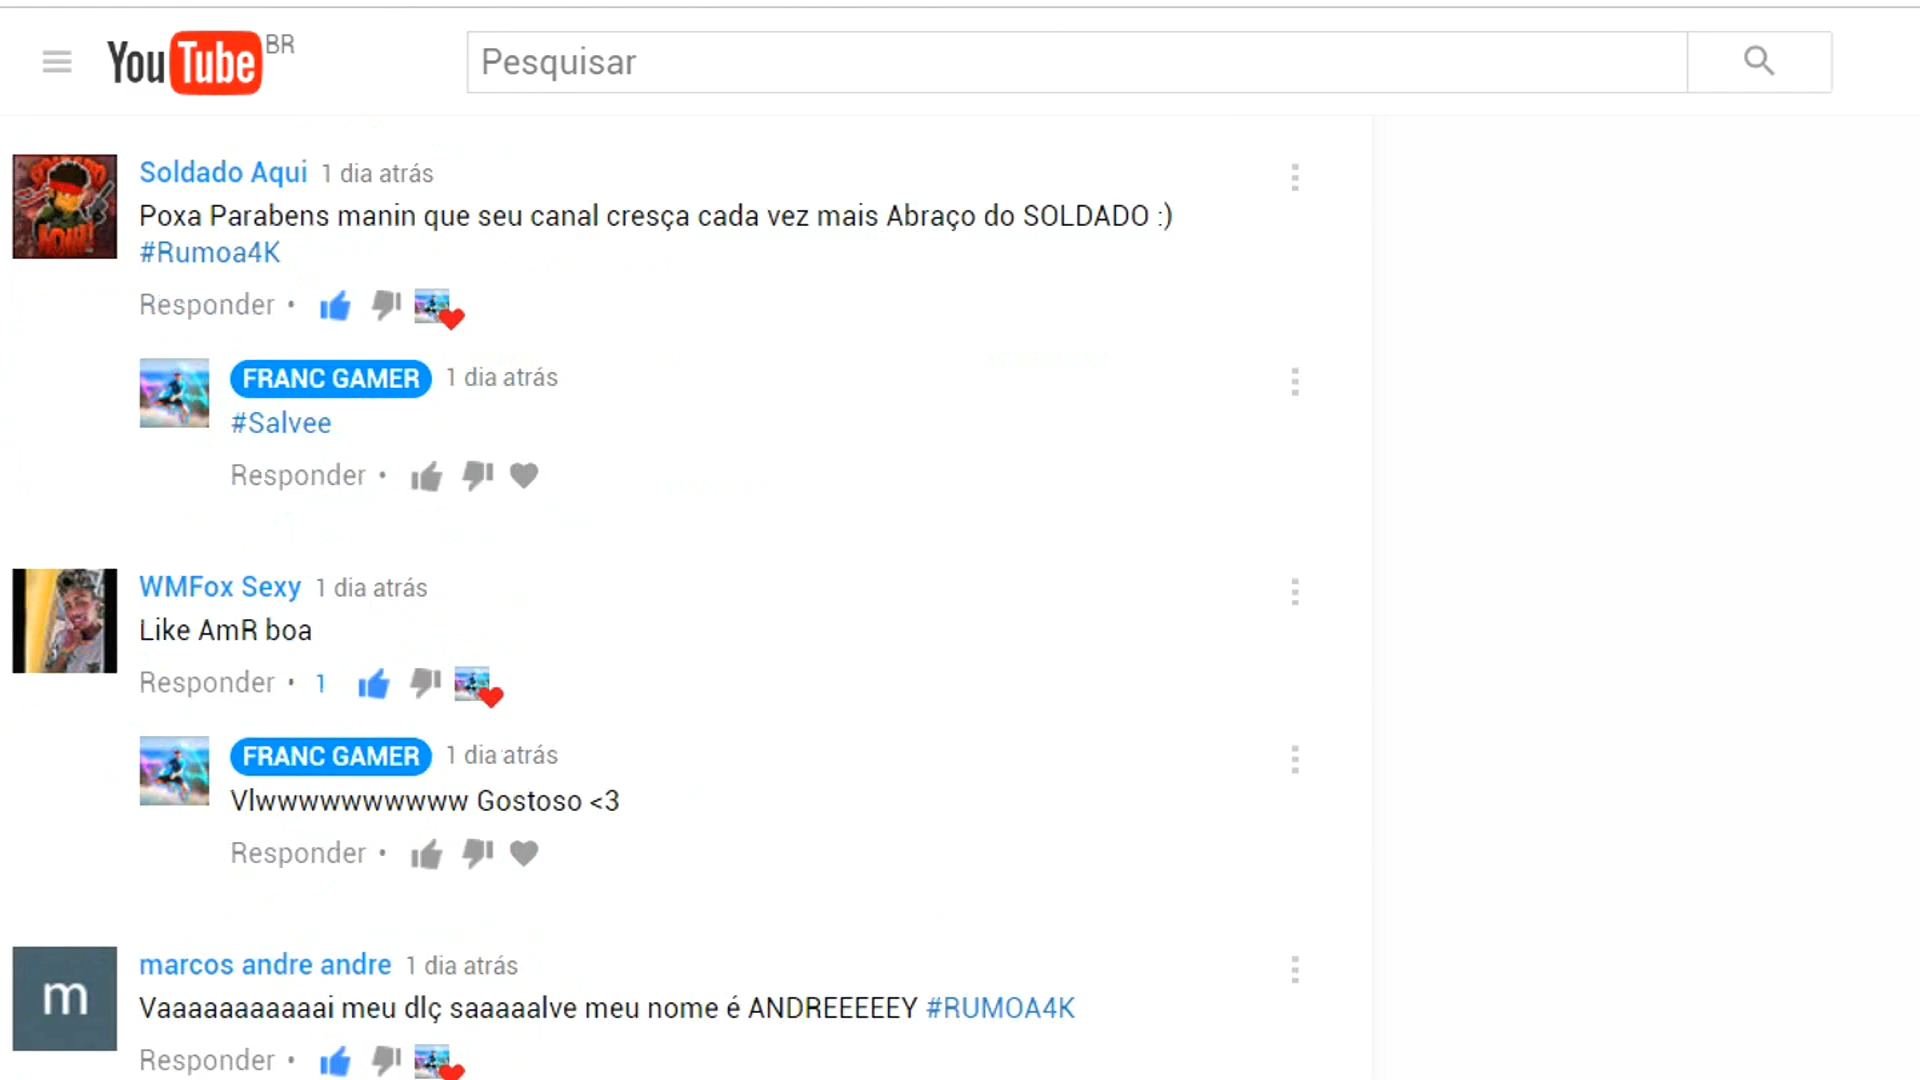 YouTube BR
Pesquisar
Soldado Aqui 1 dia atrás
Poxa Parabens manin que seu canal cresça cada vez mais Abraço do SOLDADO :)
#Rumoa4K
Responder •
FRANC GAMER 1 dia atrás
#Salvee
Responder •
WMFox Sexy 1 dia atrás
Like AmR boa
Responder • 1
FRANC GAMER 1 dia atrás
Vlwwwwwwwwww Gostoso <3
Responder •
m
marcos andre andre 1 dia atrás
Vaaaaaaaaaaai meu dlç saaaaalve meu nome é ANDREEEEEY #RUMOA4K
Responder •